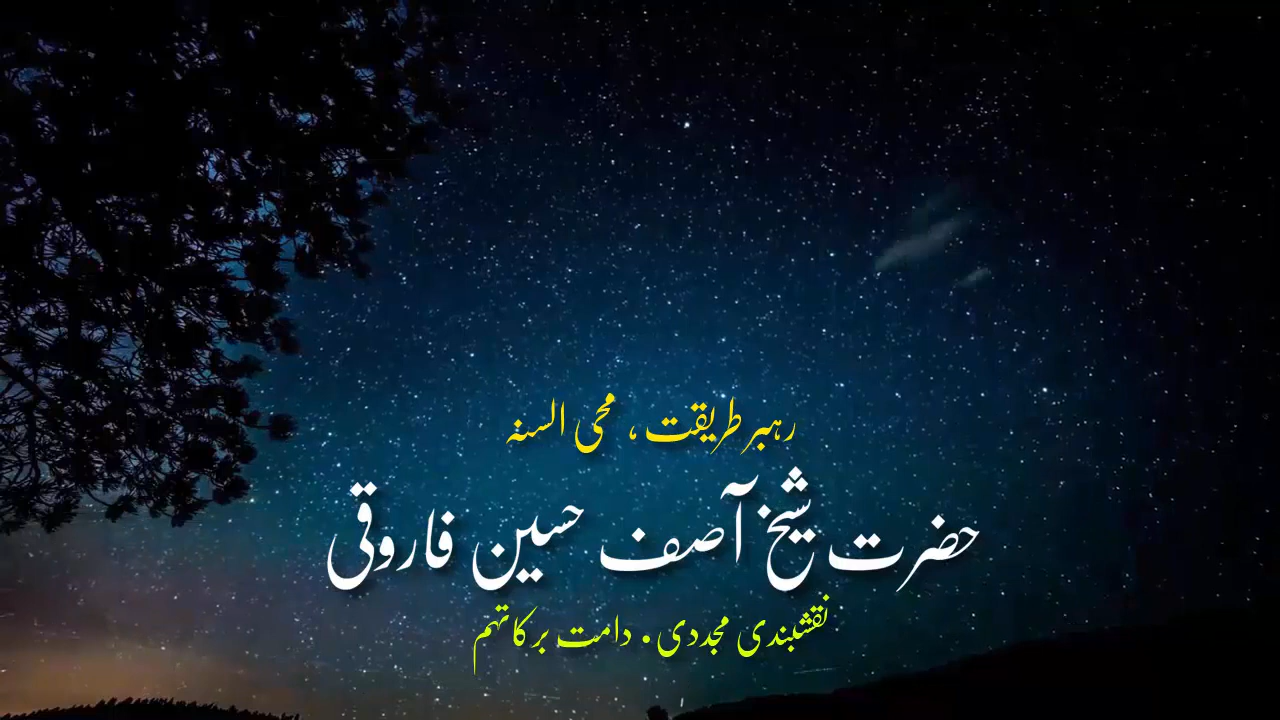 رہبر طریقت، محی السنہ
حضرت شیخ آصف حسین فاروقی
نقشبندی مجددی. دامت برکاتہم